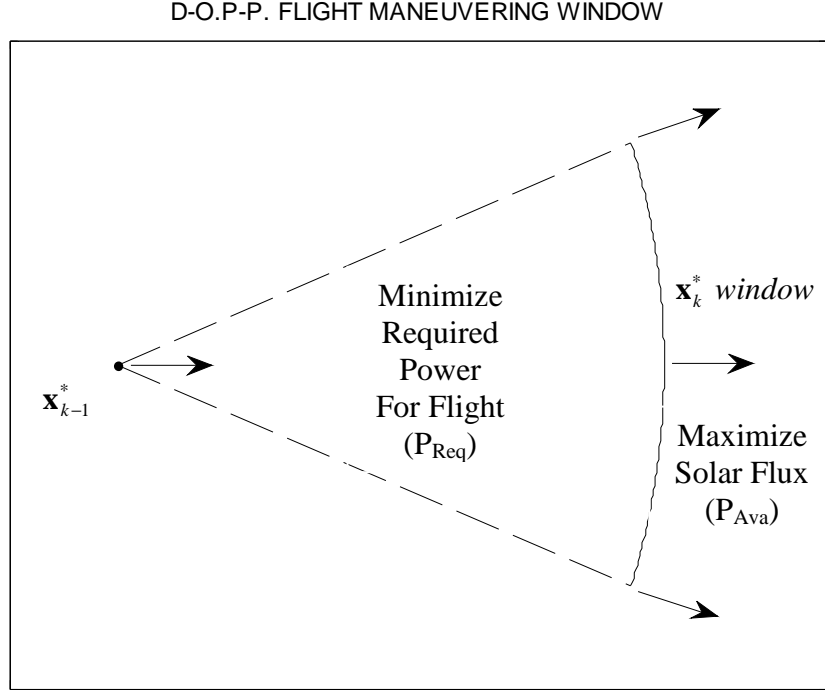 D-O.P-P. FLIGHT MANEUVERING WINDOW
x*k−1
Minimize
Required
Power
For Flight
(PReq)
x*k window
Maximize
Solar Flux
(PAva)